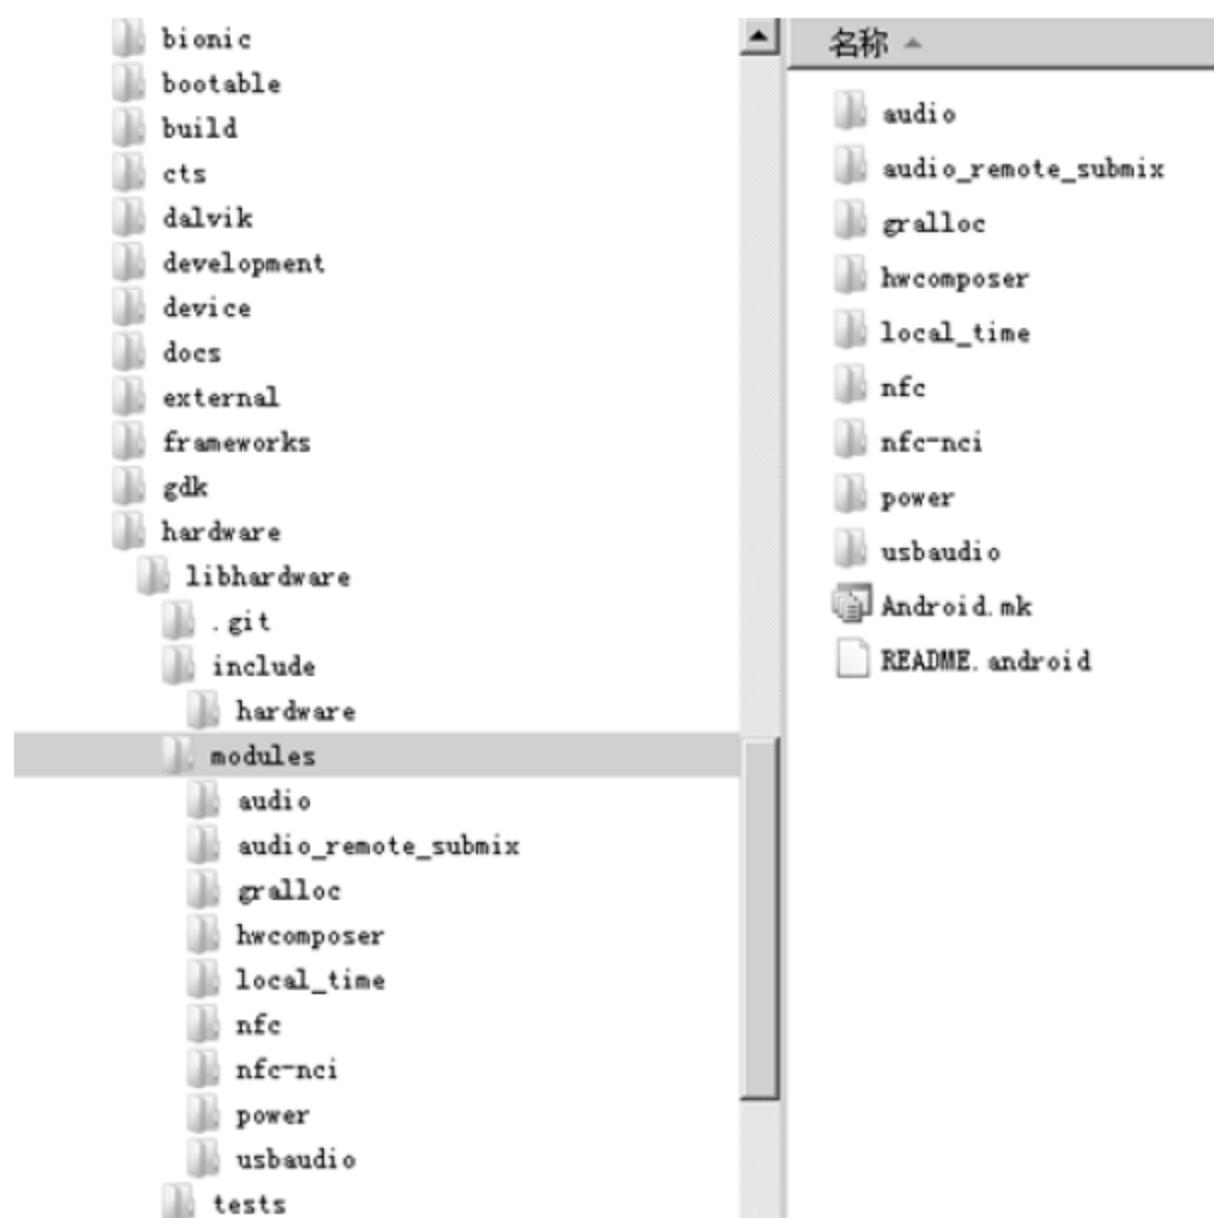 bionic
bootable
build
cts
dalvik
development
device
docs
external
frameworks
gdk
hardware
libhardware
.git
include
hardware
modules
audio
audio_remote_submix
gralloc
hwcomposer
local_time
nfc
nfc-nci
power
usbaudio
tests
名称
audio
audio_remote_submix
gralloc
hwcomposer
local_time
nfc
nfc-nci
power
usbaudio
Android.mk
README.android